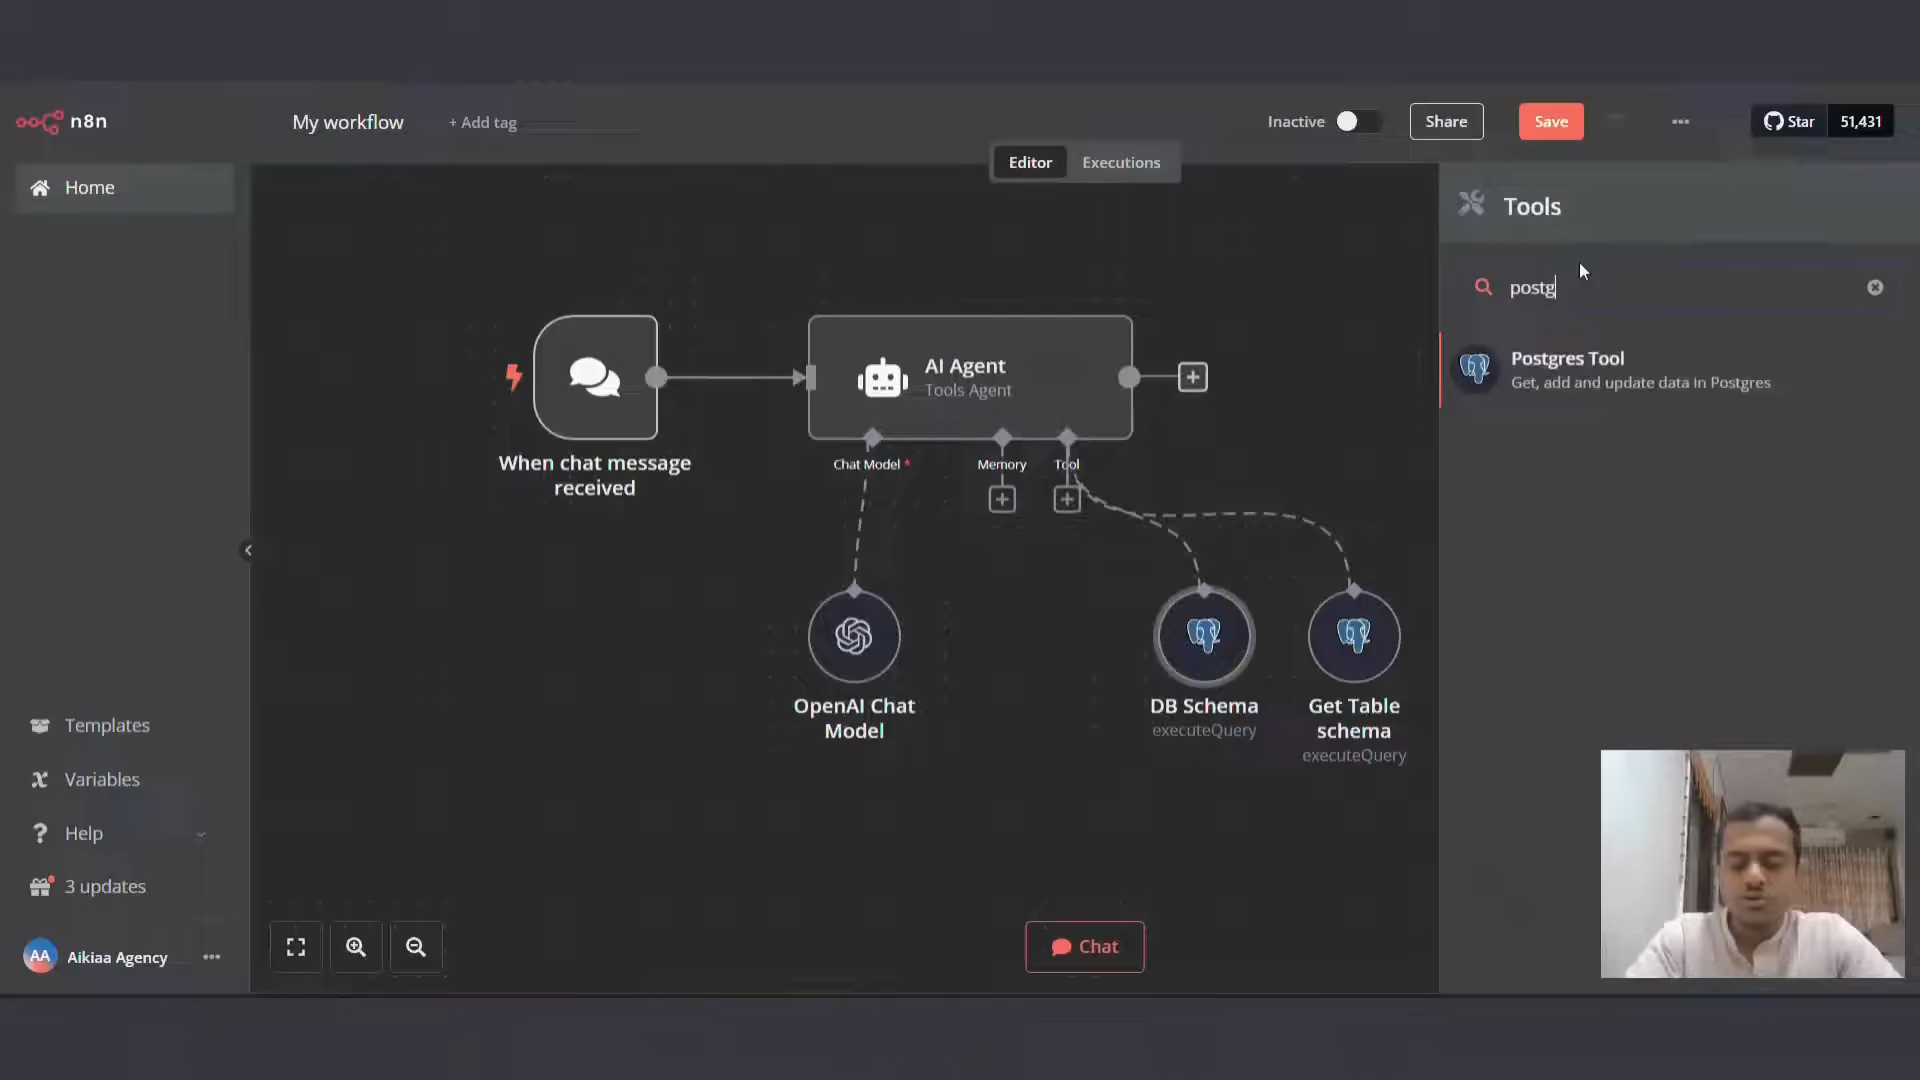 n8n
My workflow
+ Add tag
Inactive
Share
Save
Star
51,431
Editor
Executions
Home
Tools
postg
Postgres Tool
Get, add and update data in Postgres
AI Agent
Tools Agent
When chat message
received
Chat Model *
Memory
Tool
OpenAI Chat
Model
DB Schema
executeQuery
Get Table
schema
executeQuery
Templates
Variables
Help
3 updates
AA
Aikiaa Agency
Chat